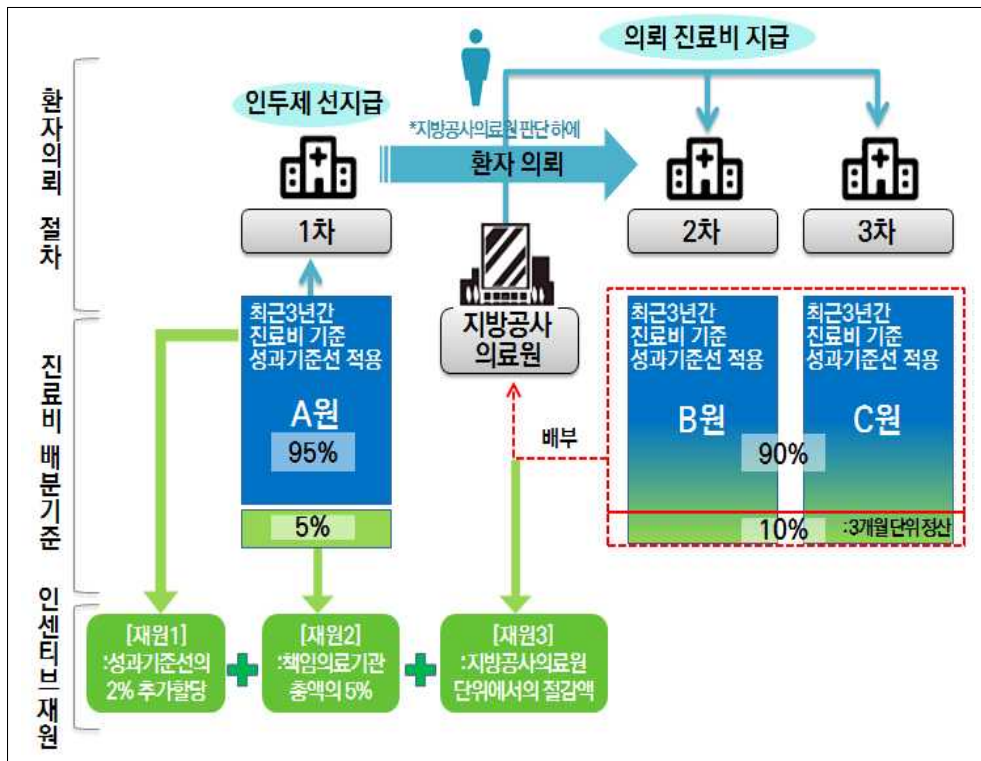 환자의뢰 절차
의뢰 진료비 지급
인두제 선지급
*지방공사의료원 판단 하에
환자 의뢰
1차
2차
3차
지방공사
의료원
진료비 배분기준
최근3년간
진료비 기준
성과기준선 적용
A원
95%
5%
배부
최근3년간
진료비 기준
성과기준선 적용
B원
최근3년간
진료비 기준
성과기준선 적용
C원
90%
10%
:3개월 단위 정산
인센티브 재원
[재원1]
:성과기준선의
2% 추가할당
[재원2]
:책임의료기관
총액의 5%
[재원3]
:지방공사의료원
단위에서의 절감액